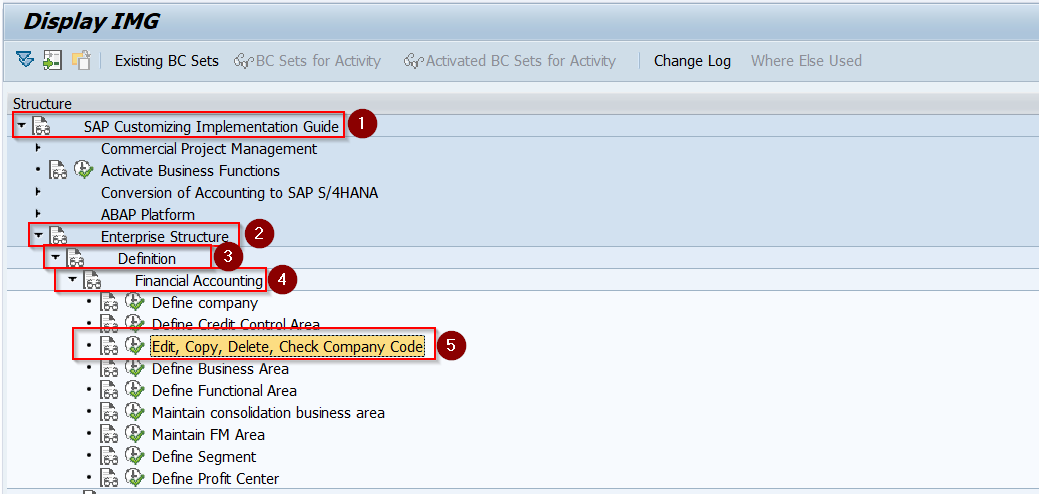 Display IMG
Existing BC Sets BC Sets for Activity Activated BC Sets for Activity Change Log Where Else Used
Structure
SAP Customizing Implementation Guide 1
Commercial Project Management
Activate Business Functions
Conversion of Accounting to SAP S/4HANA
ABAP Platform
Enterprise Structure 2
Definition 3
Financial Accounting 4
Define company
Define Credit Control Area
Edit, Copy, Delete, Check Company Code 5
Define Business Area
Define Functional Area
Maintain consolidation business area
Maintain FM Area
Define Segment
Define Profit Center